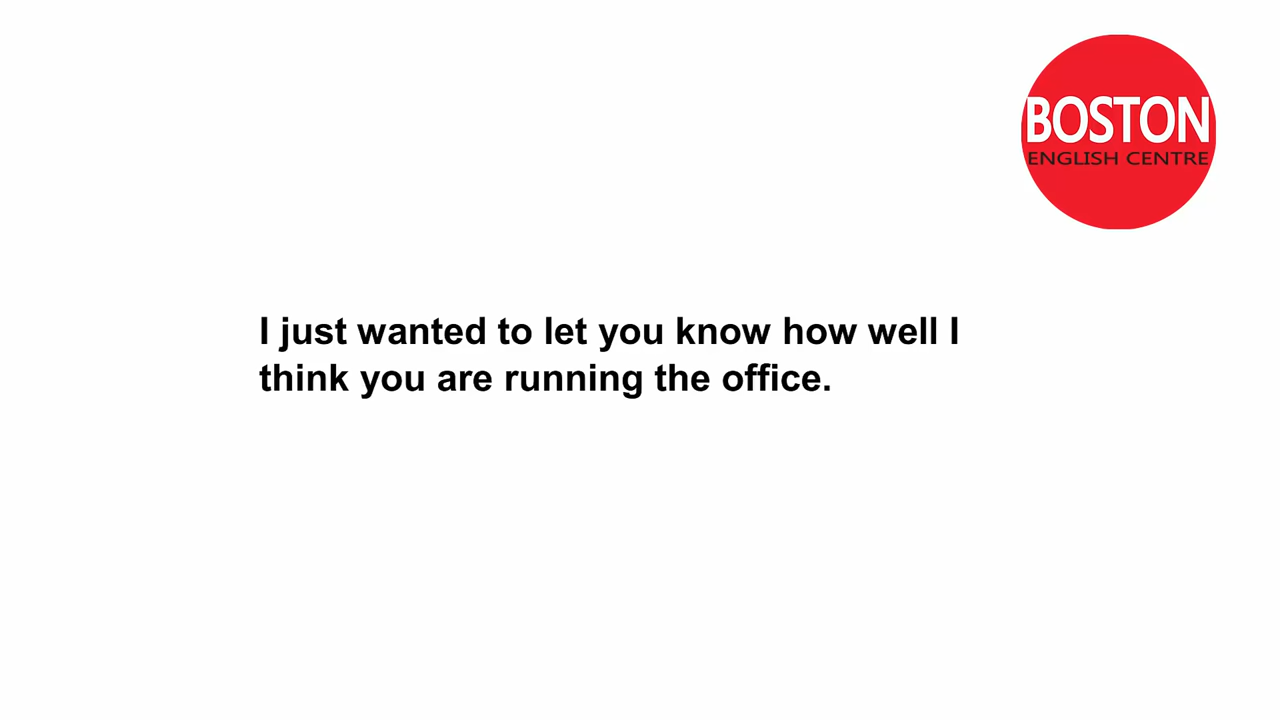 BOSTON
ENGLISH CENTRE
I just wanted to let you know how well I
think you are running the office.